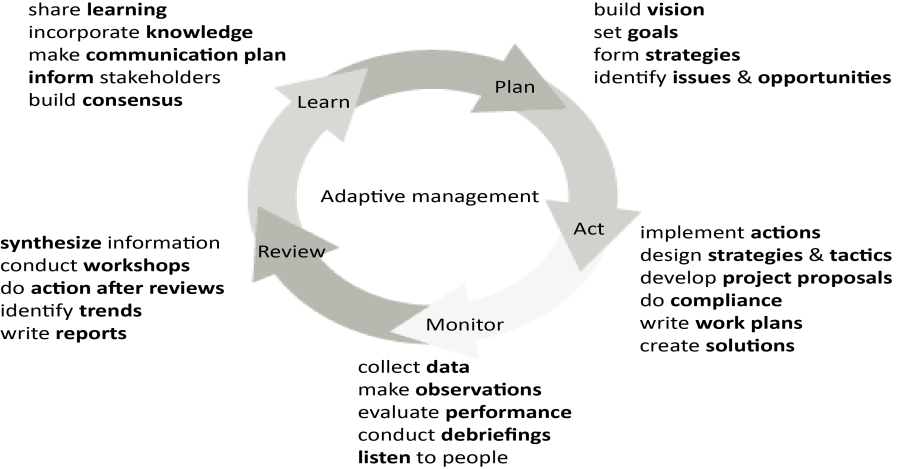 share learning
incorporate knowledge
make communication plan
inform stakeholders
build consensus
build vision
set goals
form strategies
identify issues & opportunities
Learn
Plan
Adaptive management
Act
Review
Monitor
synthesize information
conduct workshops
do action after reviews
identify trends
write reports
implement actions
design strategies & tactics
develop project proposals
do compliance
write work plans
create solutions
collect data
make observations
evaluate performance
conduct debriefings
listen to people